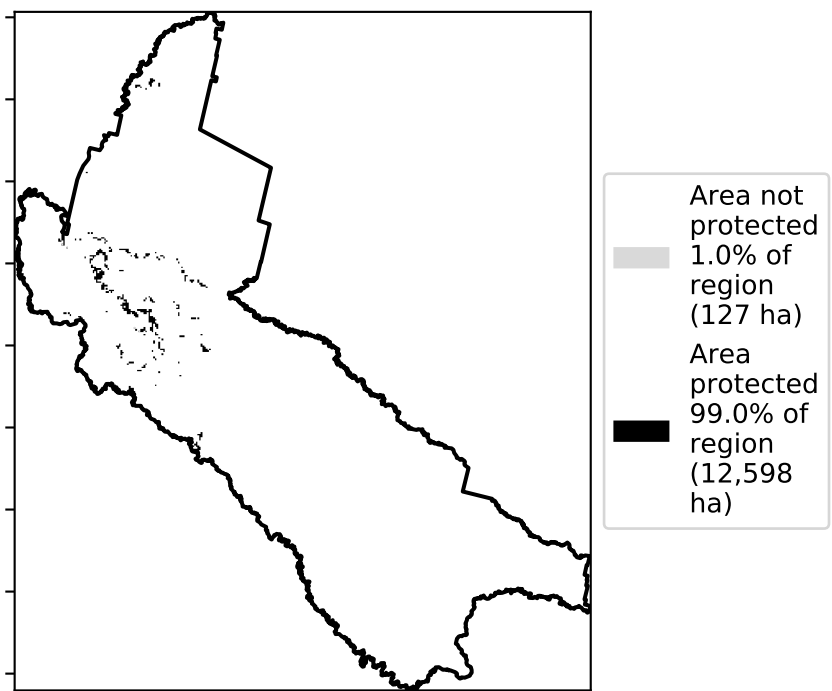 Area not
protected
1.0% of
region
(127 ha)
Area
protected
99.0% of
region
(12,598
ha)